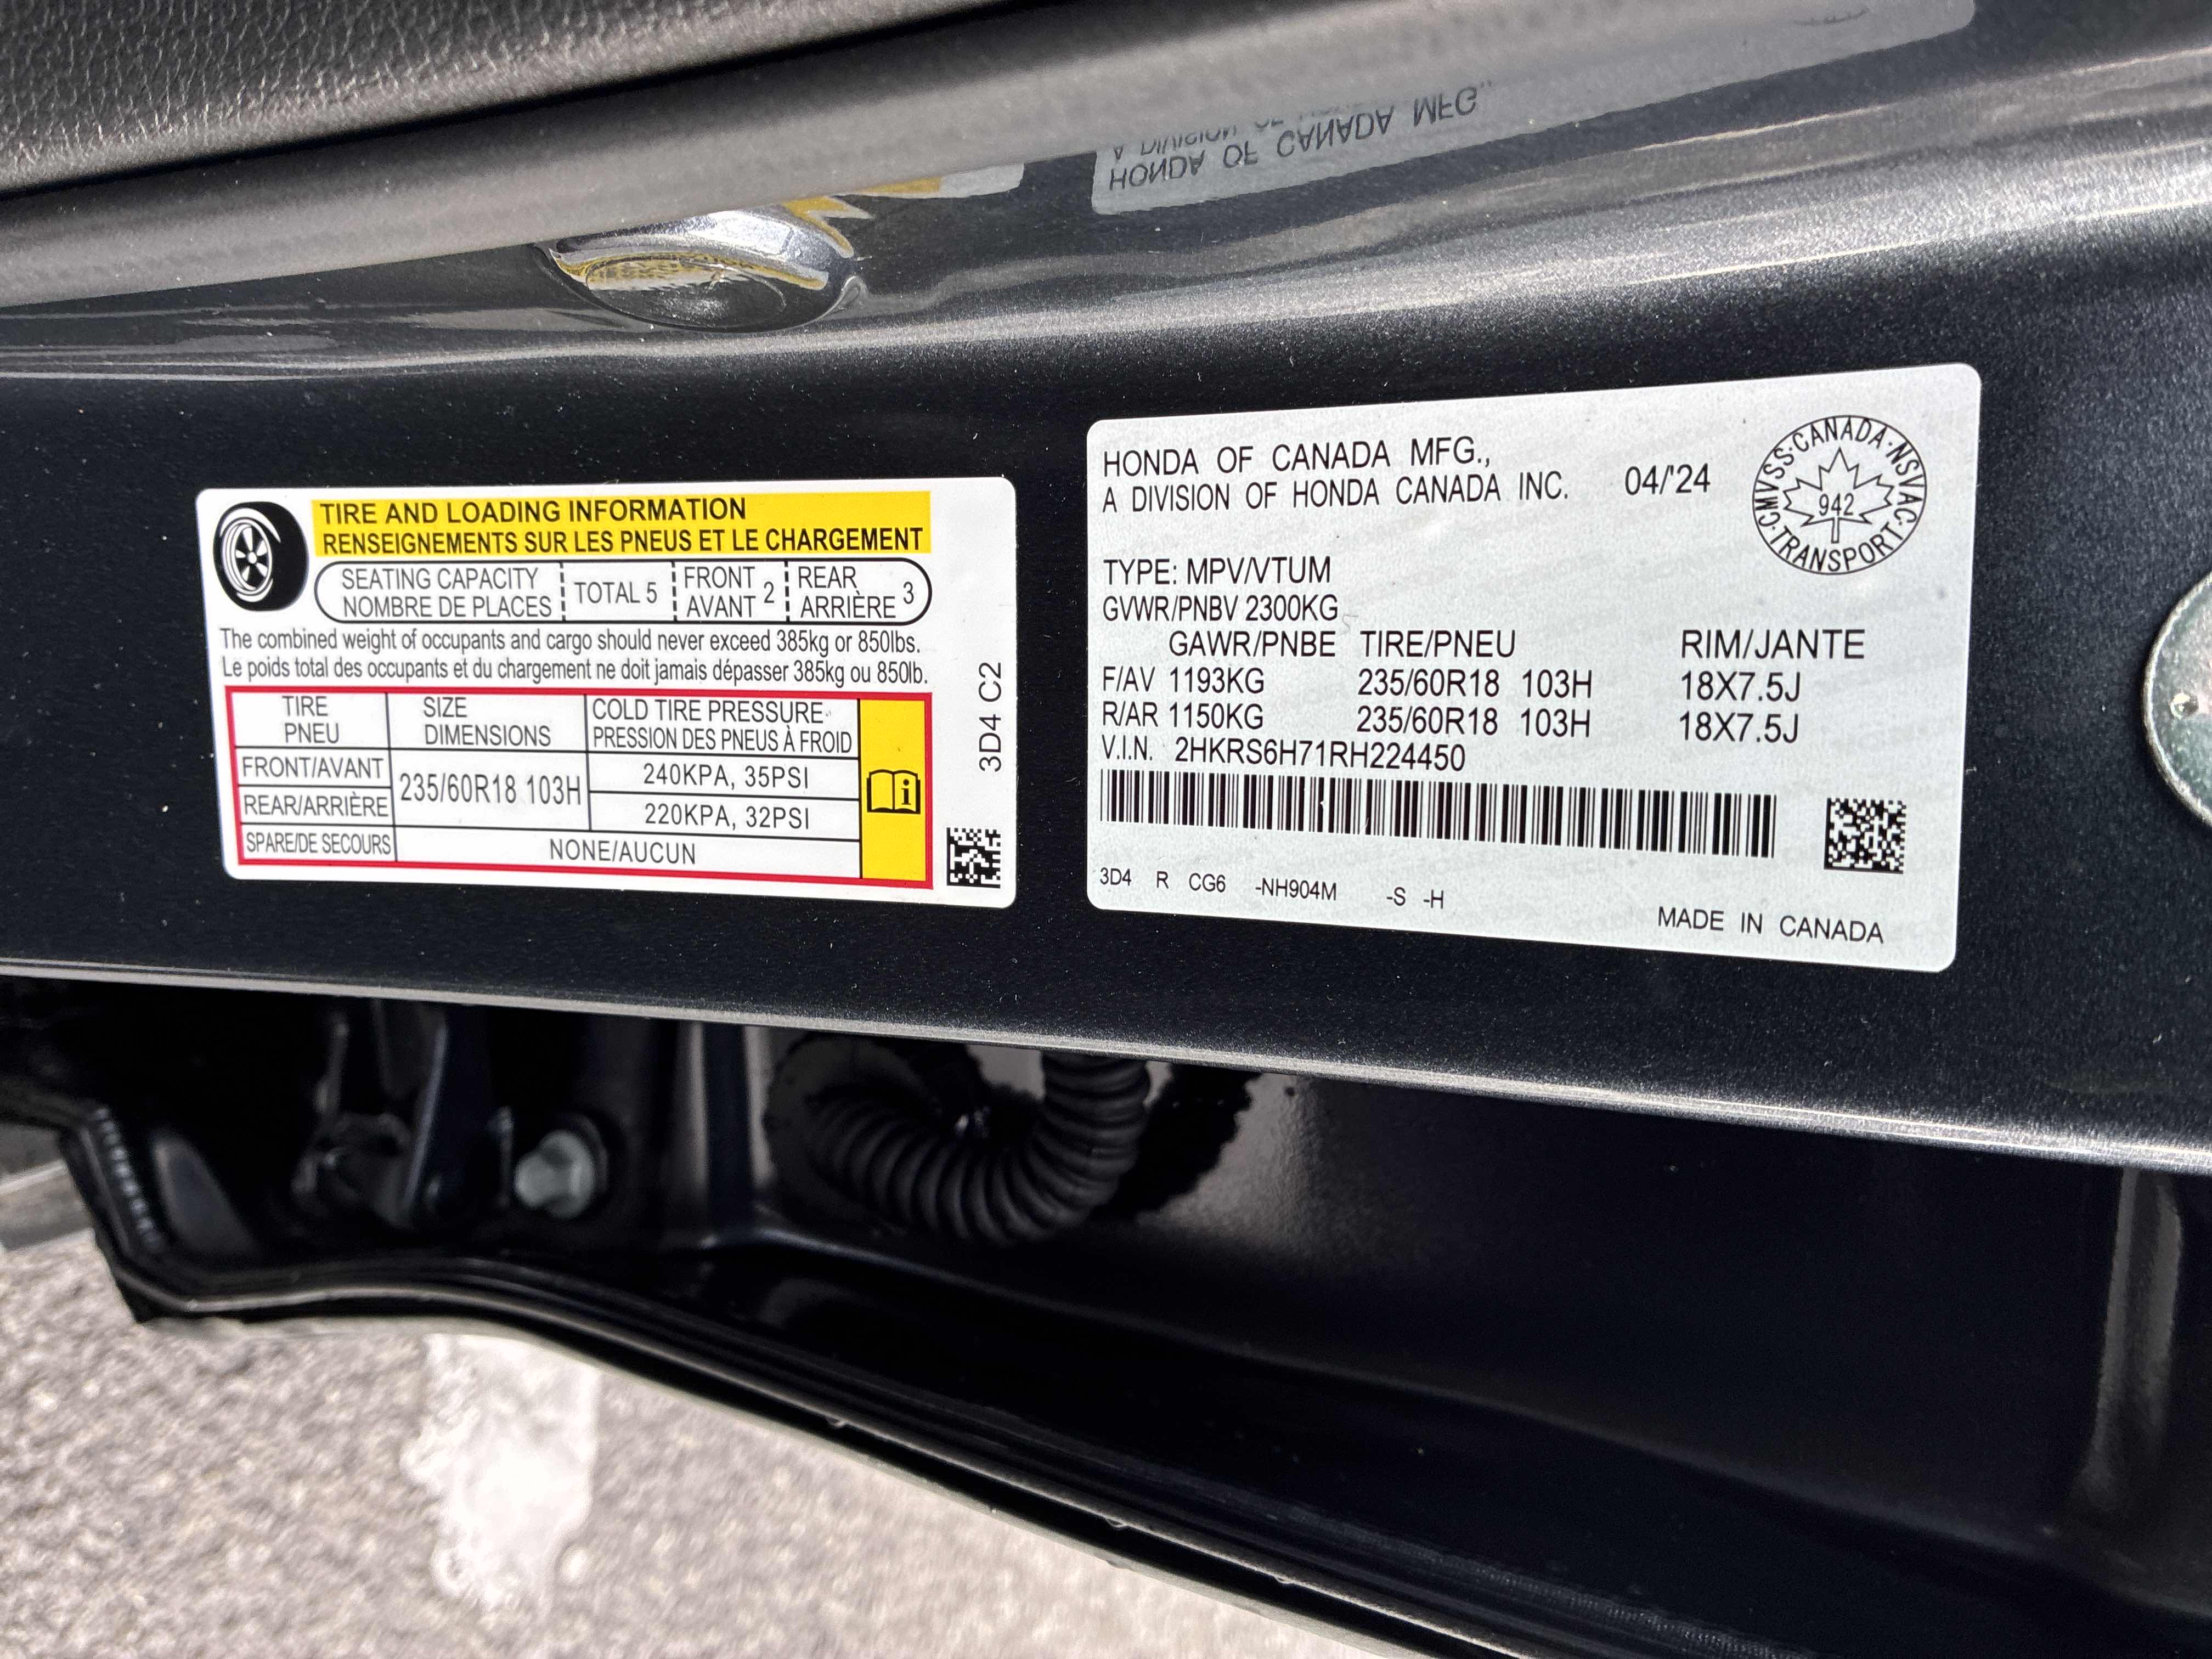 HONDA OF CANADA MFG.,
TIRE AND LOADING INFORMATION
RENSEIGNEMENTS SUR LES PNEUS ET LE CHARGEMENT
SEATING CAPACITY
NOMBRE DE PLACES
TOTAL 5
FRONT
AVANT 2
REAR
ARRIÈRE 3
The combined weight of occupants and cargo should never exceed 385kg or 850lbs.
Le poids total des occupants et du chargement ne doit jamais dépasser 385kg ou 850lb.
TIRE
PNEU
SIZE
DIMENSIONS
COLD TIRE PRESSURE
PRESSION DES PNEUS À FROID
FRONT/AVANT
235/60R18 103H
240KPA, 35PSI
REAR/ARRIÈRE
220KPA, 32PSI
SPARE/DE SECOURS
NONE/AUCUN
3D4 C2
HONDA OF CANADA MFG.,
A DIVISION OF HONDA CANADA INC. 04/'24
CMVSS·CANADA·NSVAC·TRANSPORT·
942
TYPE: MPV/VTUM
GVWR/PNBV 2300KG
GAWR/PNBE TIRE/PNEU RIM/JANTE
F/AV 1193KG 235/60R18 103H 18X7.5J
R/AR 1150KG 235/60R18 103H 18X7.5J
V.I.N. 2HKRS6H71RH224450
3D4 R CG6 -NH904M -S -H
MADE IN CANADA